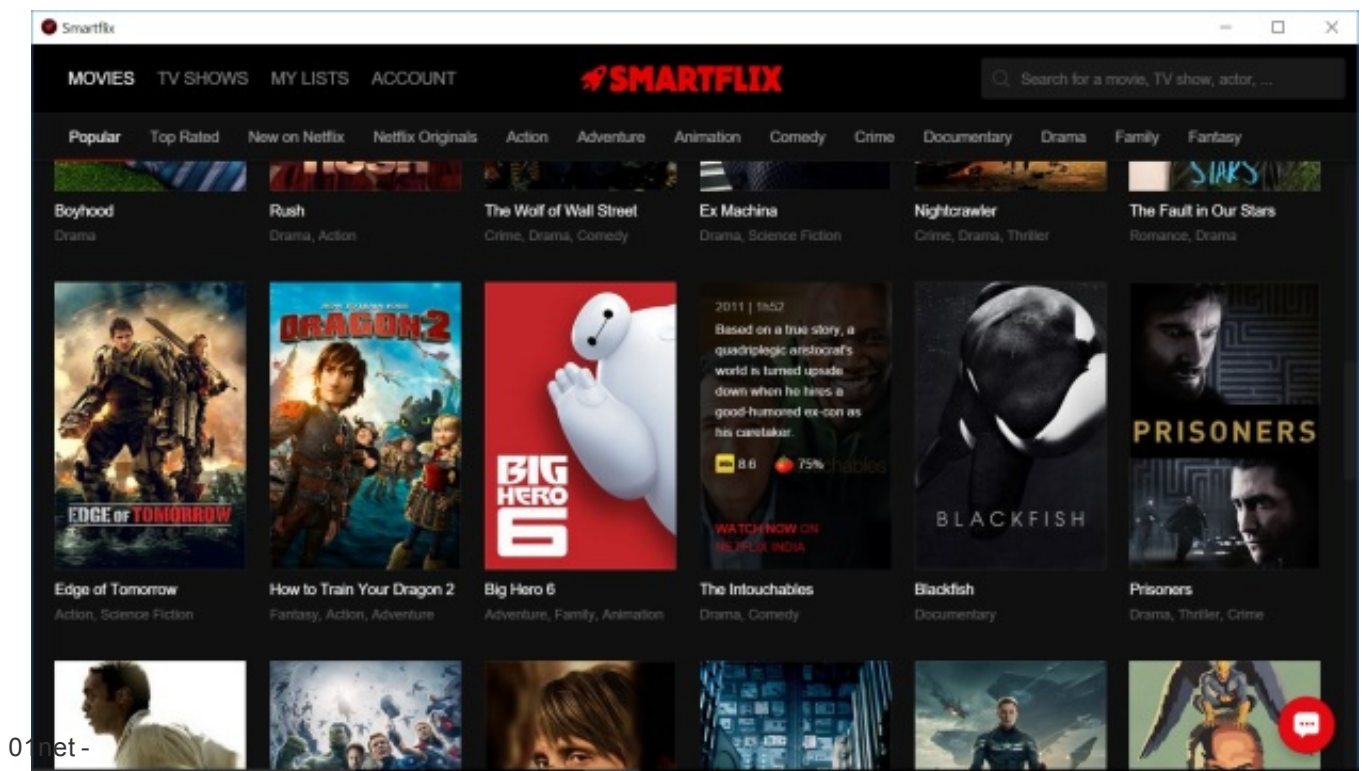 Smartflix
MOVIES TV SHOWS MY LISTS ACCOUNT SMARTFLIX Search for a movie, TV show, actor, ...
Popular Top Rated New on Netflix Netflix Originals Action Adventure Animation Comedy Crime Documentary Drama Family Fantasy
RUSH STARS
Boyhood Rush The Wolf of Wall Street Ex Machina Nightcrawler The Fault in Our Stars
Drama Drama, Action Crime, Drama, Comedy Drama, Science Fiction Crime, Drama, Thriller Romance, Drama
EDGE OF TOMORROW
DRAGON 2
BIG
HERO
6
2011 | 1h52
Based on a true story, a
quadriplegic aristocrat's
world is turned upside
down when he hires a
good-humored ex-con as
his caretaker.
8.6 75% chables
WATCH NOW ON
NETFLIX INDIA
BLACKFISH
PRISONERS
Edge of Tomorrow How to Train Your Dragon 2 Big Hero 6 The Intouchables Blackfish Prisoners
Action, Science Fiction Fantasy, Action, Adventure Adventure, Family, Animation Drama, Comedy Documentary Drama, Thriller, Crime
01net -